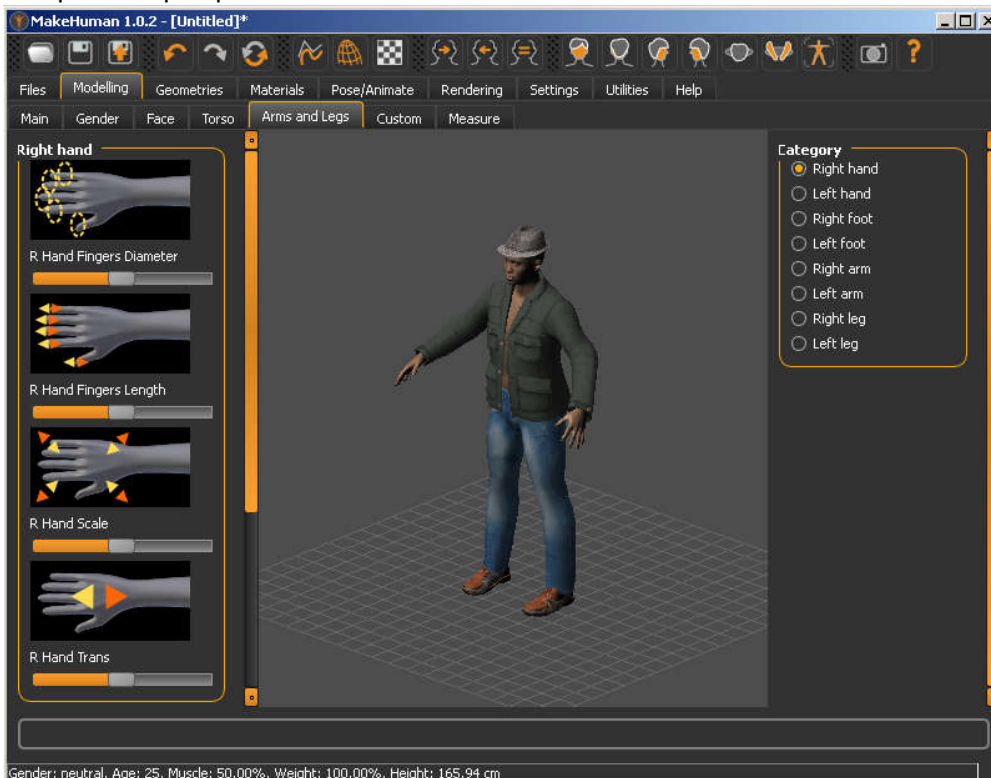 MakeHuman 1.0.2 - [Untitled]*
Files Modelling Geometries Materials Pose/Animate Rendering Settings Utilities Help
Main Gender Face Torso Arms and Legs Custom Measure
Right hand
R Hand Fingers Diameter
R Hand Fingers Length
R Hand Scale
R Hand Trans
Category
Right hand
Left hand
Right foot
Left foot
Right arm
Left arm
Right leg
Left leg
Gender: neutral, Age: 25, Muscle: 50.00%, Weight: 100.00%, Height: 165.94 cm